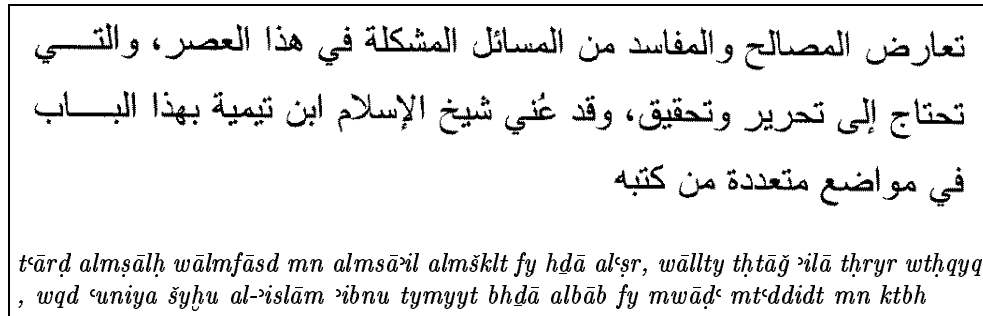 تعارض المصالح والمفاسد من المسائل المشكلة في هذا العصر، والتـــي
تحتاج إلى تحرير وتحقيق، وقد عُني شيخ الإسلام ابن تيمية بهذا البـــاب
في مواضع متعددة من كتبه
tʿārḍ almṣālḥ wālmfāsd mn almsāʾil almšklt fy hḏā alʿṣr, wāllty tḥtāǧ ʾilā tḥryr wtḥqyq
, wqd ʿuniya šyḫu al-ʾislām ʾibnu tymyyt bhḏā albāb fy mwāḍʿ mtʿddidt mn ktbh